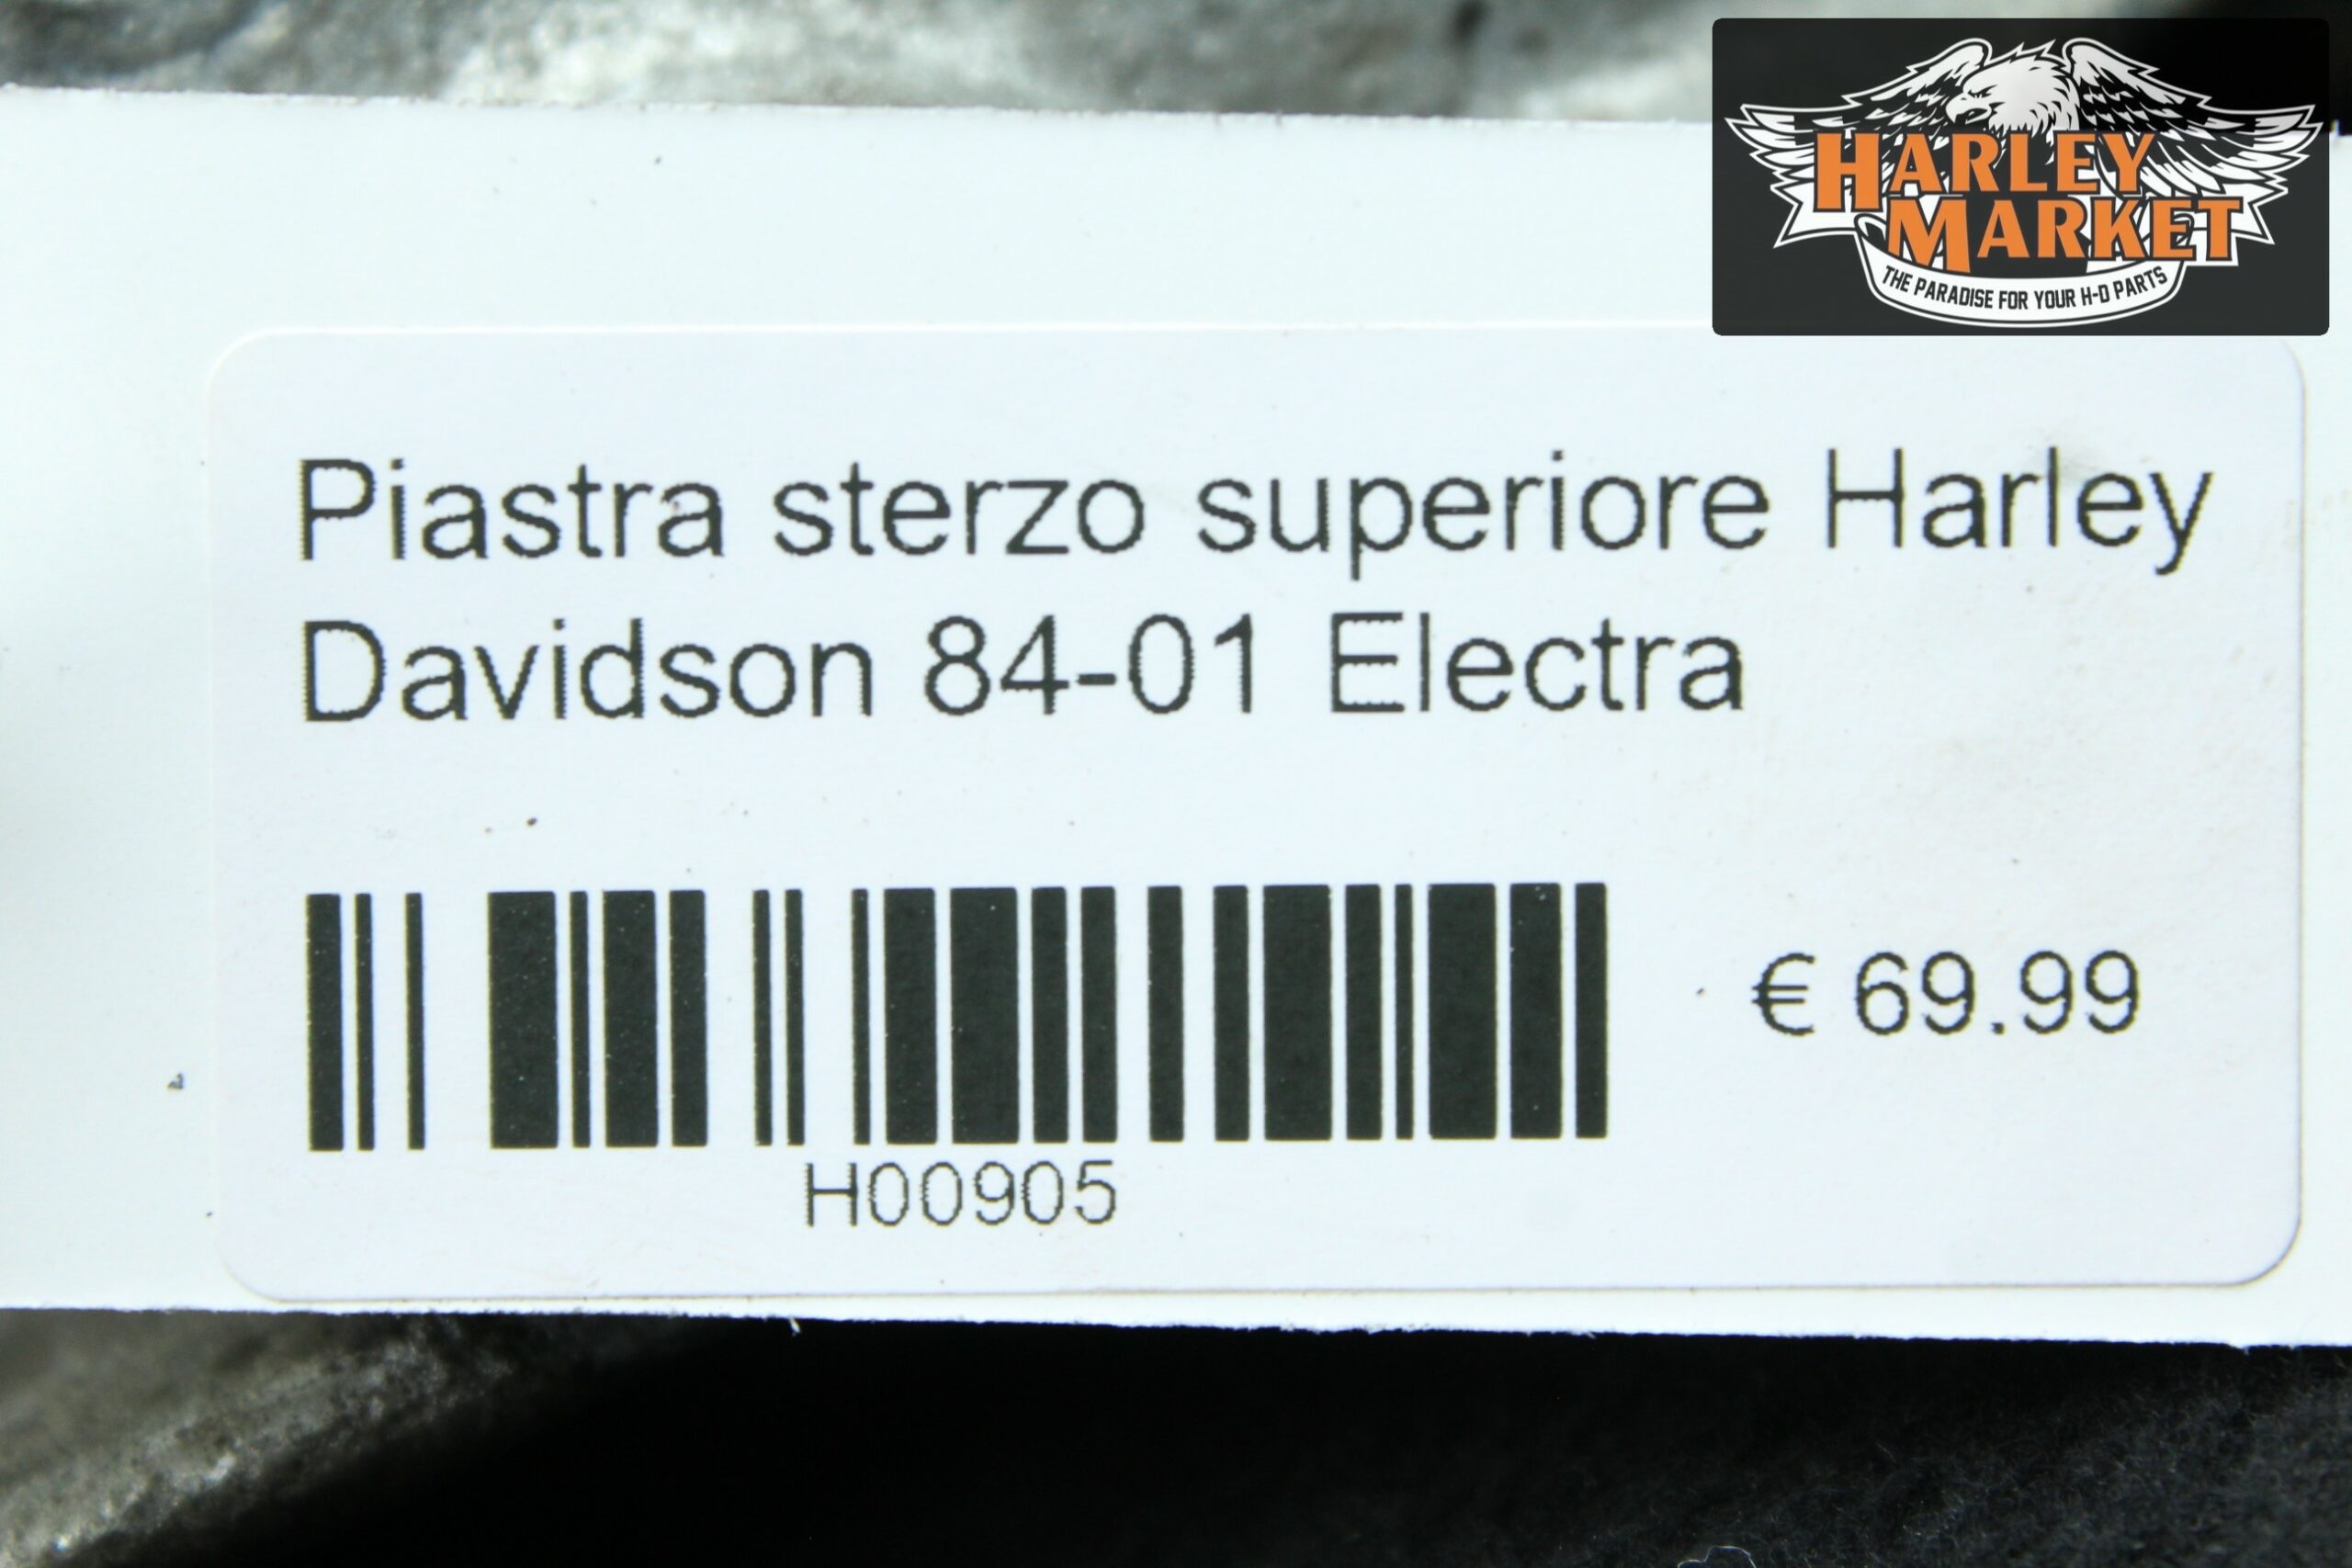 HARLEY
MARKET
THE PARADISE FOR YOUR H-D PARTS
Piastra sterzo superiore Harley
Davidson 84-01 Electra
€ 69.99
H00905